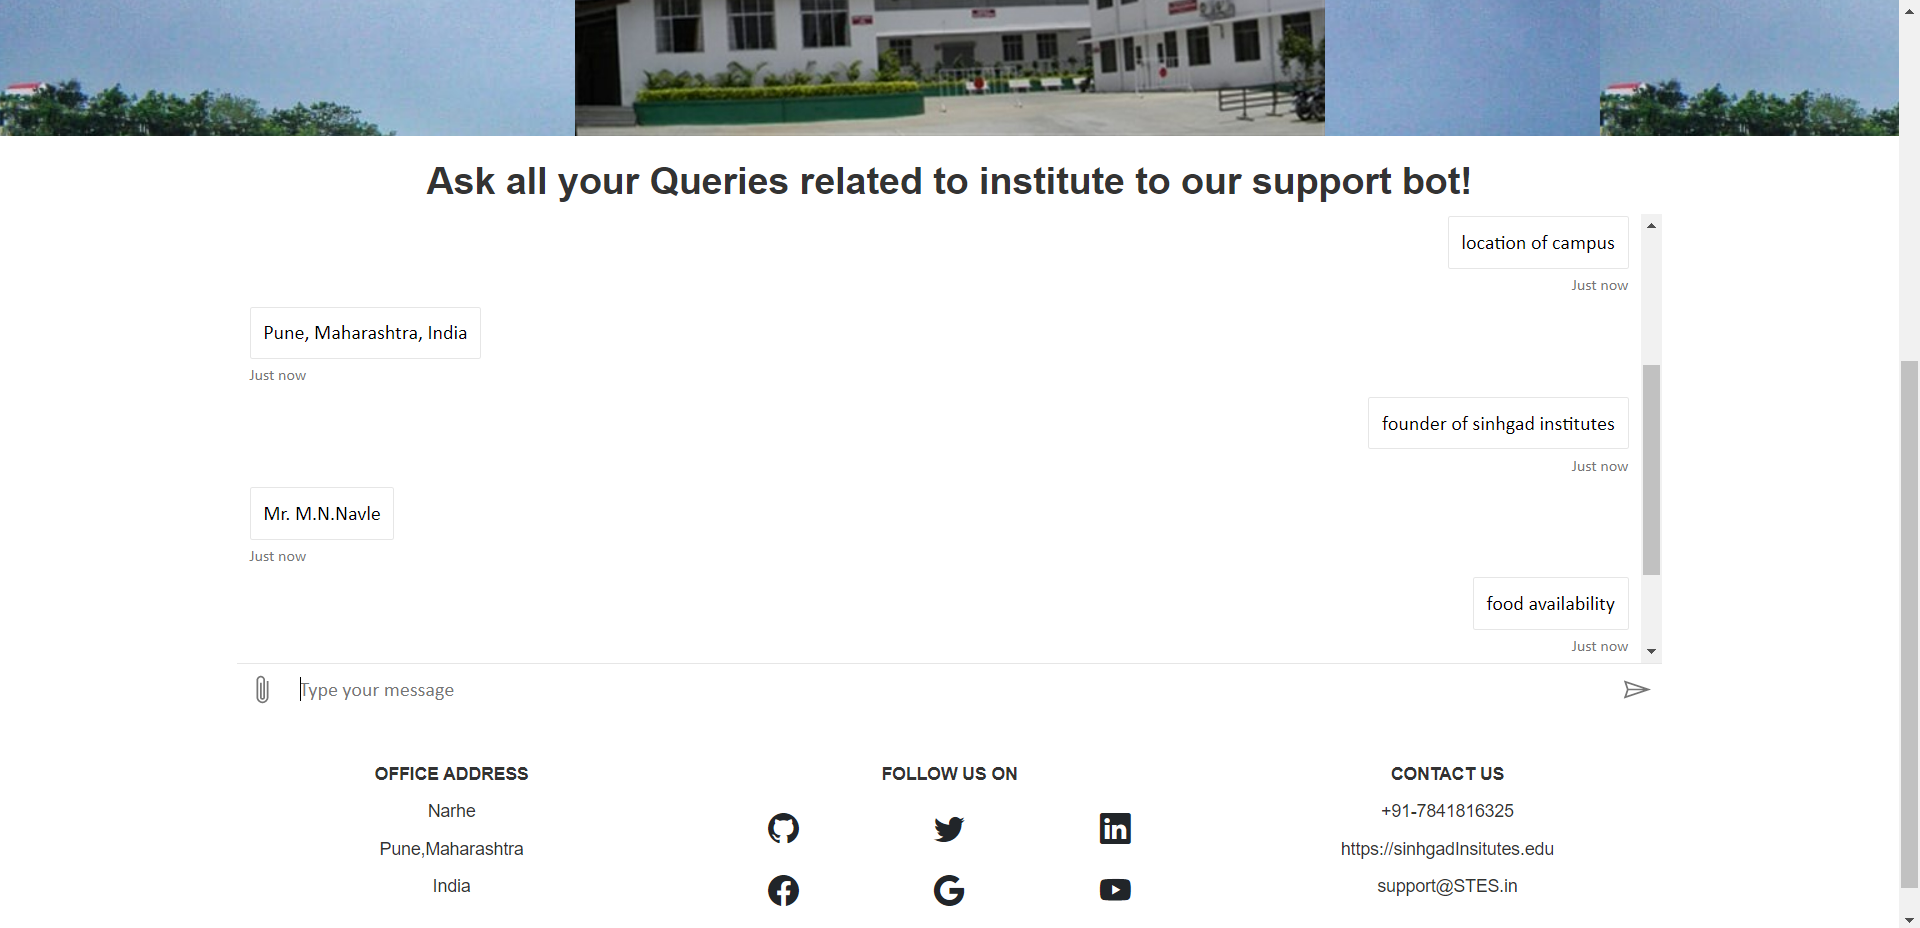 Ask all your Queries related to institute to our support bot!
location of campus
Just now
Pune, Maharashtra, India
Just now
founder of sinhgad institutes
Just now
Mr. M.N.Navle
Just now
food availability
Just now
Type your message
OFFICE ADDRESS
Narhe
Pune,Maharashtra
India
FOLLOW US ON
CONTACT US
+91-7841816325
https://sinhgadInsitutes.edu
support@STES.in